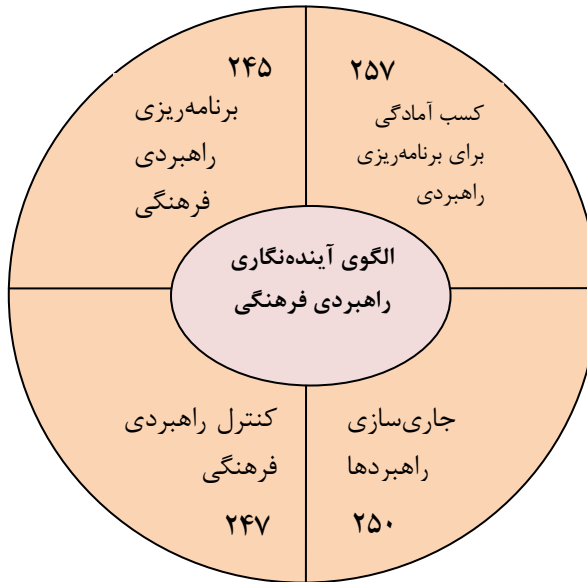 ۲۵۷
کسب آمادگی
برای برنامه‌ریزی
راهبردی
۲۴۵
برنامه‌ریزی
راهبردی
فرهنگی
الگوی آینده‌نگاری
راهبردی فرهنگی
جاری‌سازی
راهبردها
۲۵۰
کنترل راهبردی
فرهنگی
۲۴۷